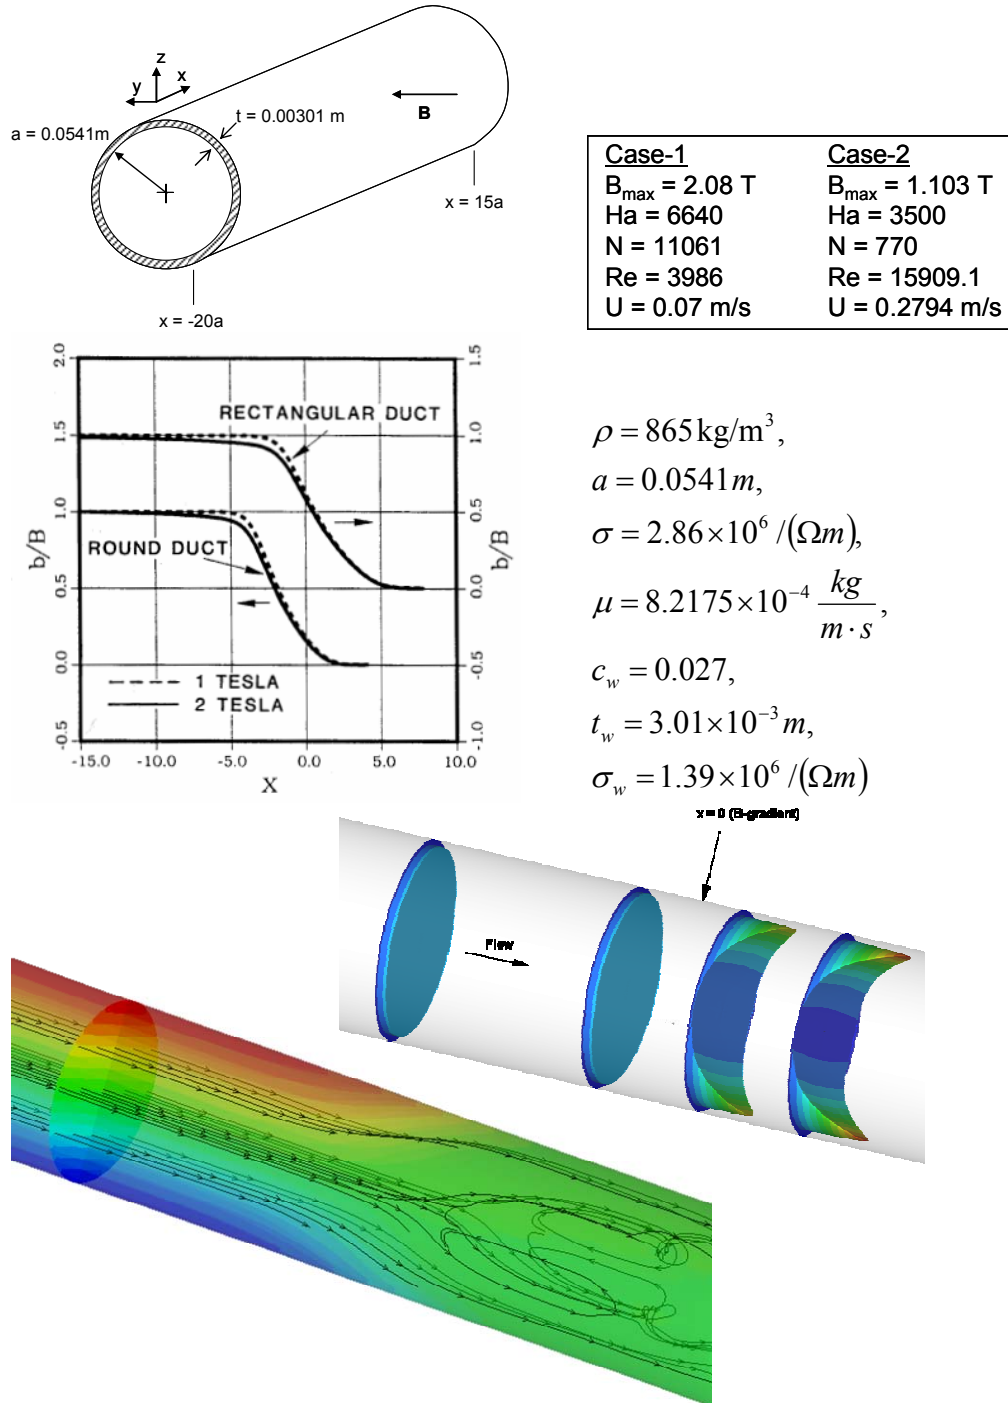 z
y
x
a = 0.0541m
t = 0.00301 m
B
x = 15a
x = -20a
Case-1 Case-2
B_max = 2.08 T B_max = 1.103 T
Ha = 6640 Ha = 3500
N = 11061 N = 770
Re = 3986 Re = 15909.1
U = 0.07 m/s U = 0.2794 m/s
2.0 1.5
RECTANGULAR DUCT
1.5 1.0
1.0 0.5
b/B b/B
ROUND DUCT
0.5 0.0
0.0 -0.5
1 TESLA
2 TESLA
-0.5 -1.0
-15.0 -10.0 -5.0 0.0 5.0 10.0
X
ρ = 865 kg/m³,
a = 0.0541m,
σ = 2.86×10⁶ /(Ωm),
μ = 8.2175×10⁻⁴ kg/m·s,
c_w = 0.027,
t_w = 3.01×10⁻³ m,
σ_w = 1.39×10⁶ /(Ωm)
x = 0 (B-gradient)
Flow